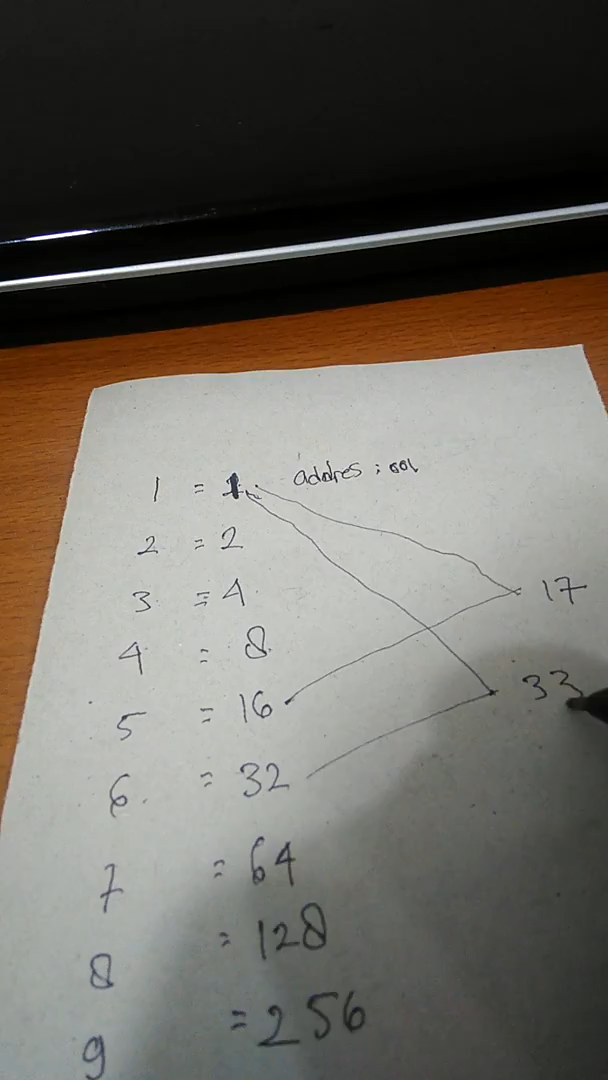 1 = 1 addres : 001
2 = 2
3 = 4
4 = 8
5 = 16
6 = 32
7 = 64
8 = 128
9 = 256
17
33